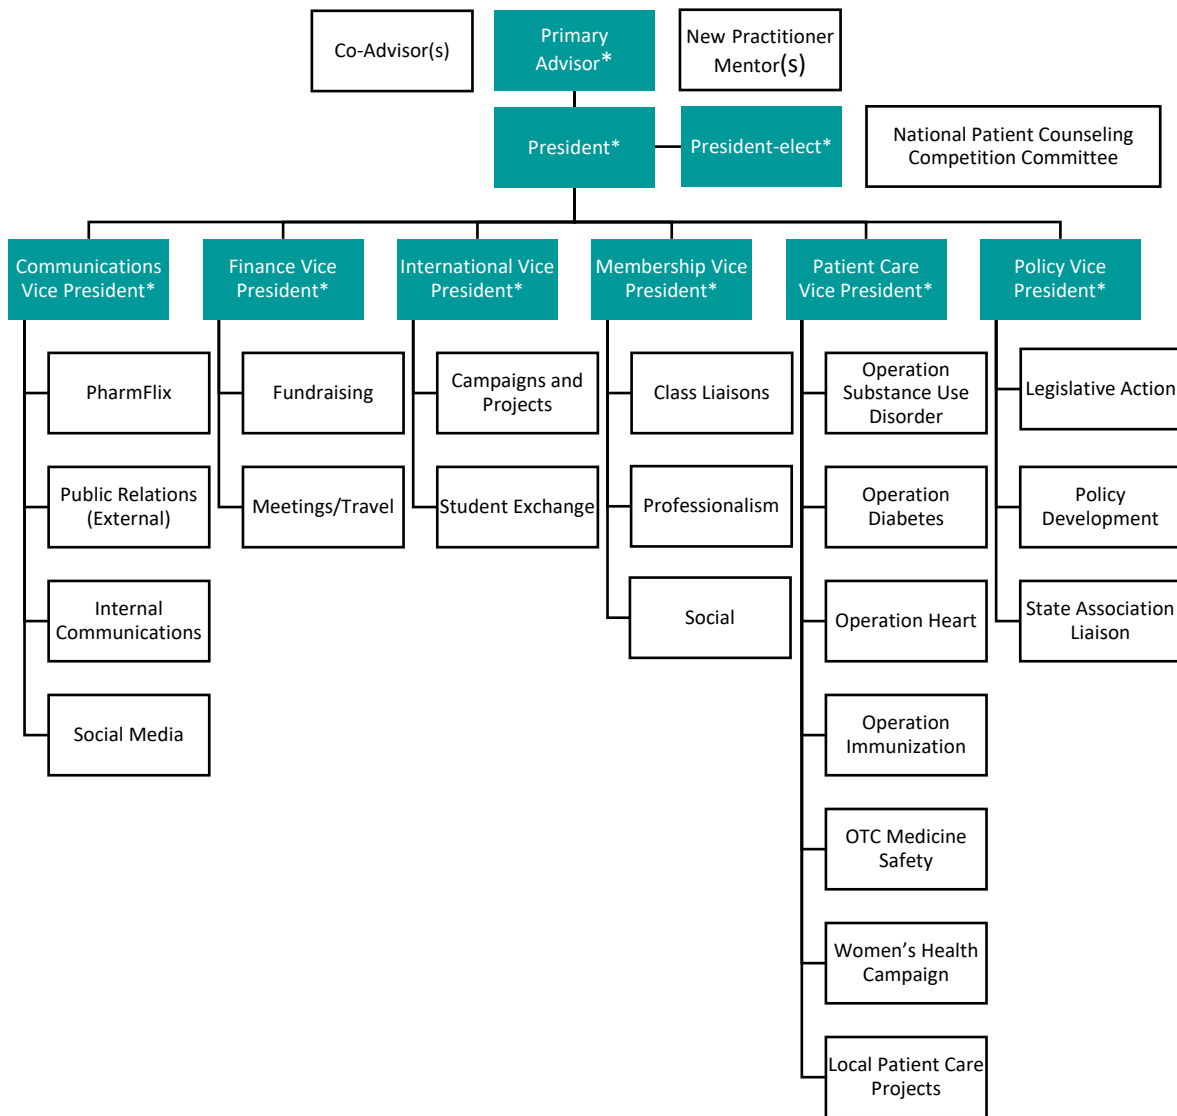 Co-Advisor(s)
Primary
Advisor*
New Practitioner
Mentor(s)
President*
President-elect*
National Patient Counseling
Competition Committee
Communications
Vice President*
Finance Vice
President*
International Vice
President*
Membership Vice
President*
Patient Care
Vice President*
Policy Vice
President*
PharmFlix
Public Relations
(External)
Internal
Communications
Social Media
Fundraising
Meetings/Travel
Campaigns and
Projects
Student Exchange
Class Liaisons
Professionalism
Social
Operation
Substance Use
Disorder
Operation
Diabetes
Operation Heart
Operation
Immunization
OTC Medicine
Safety
Women’s Health
Campaign
Local Patient Care
Projects
Legislative Action
Policy
Development
State Association
Liaison